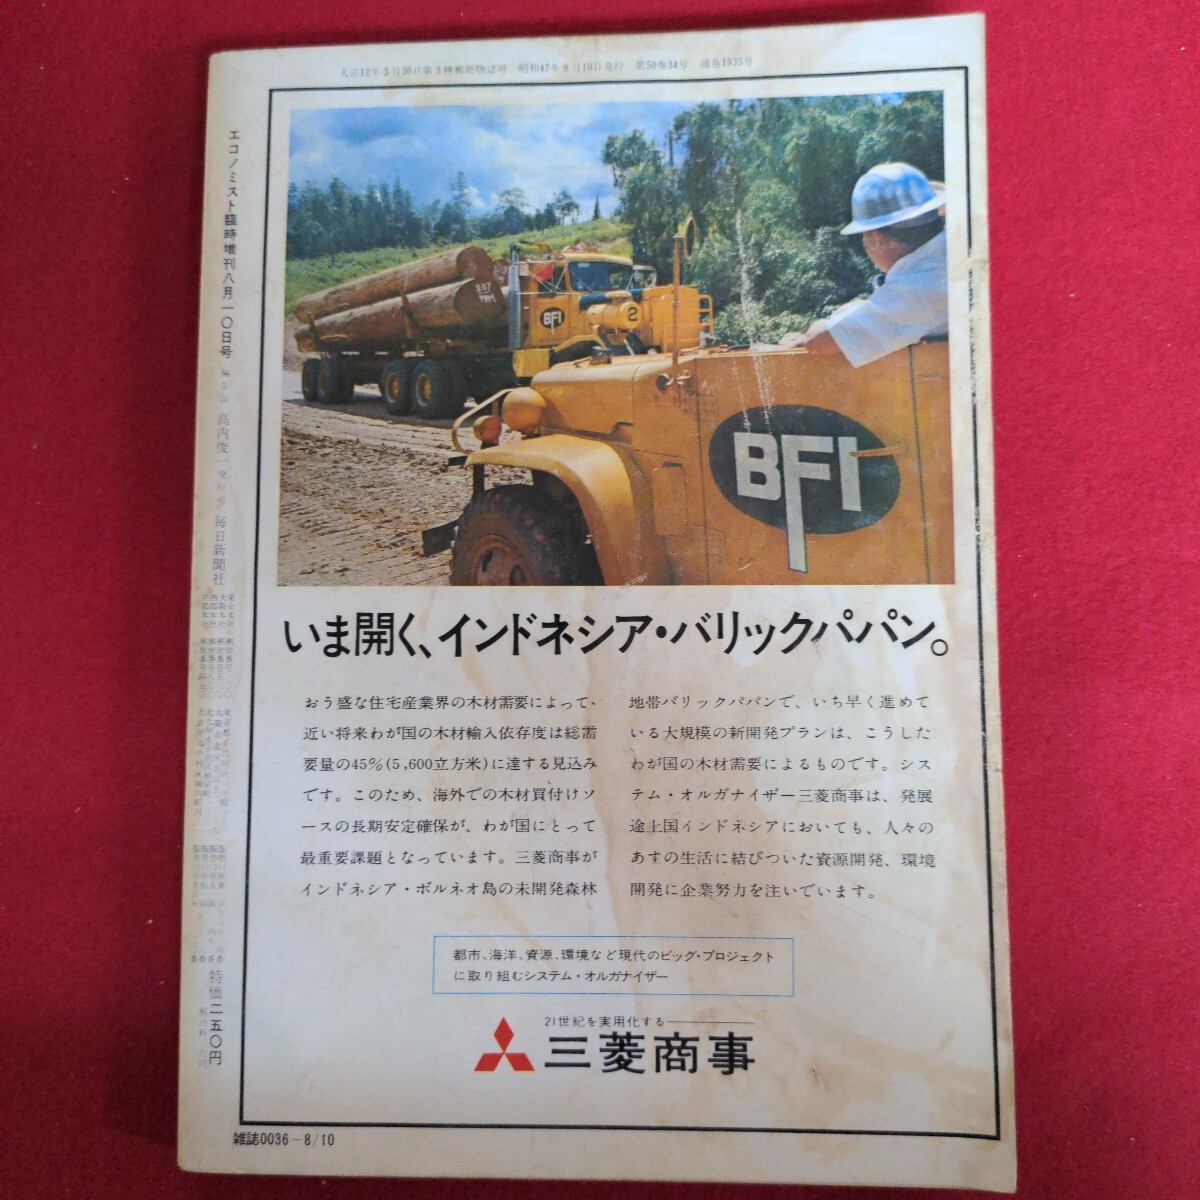 大正12年3月30日第3種郵便物認可 昭和47年8月10日発行 第50巻34号 通巻1935号
エコノミスト臨時増刊八月一〇日号 編集長 高内俊一 発行所 毎日新聞社
特価二五〇円
BFI
2
BFI
いま開く、インドネシア・バリックパパン。
おう盛な住宅産業界の木材需要によって、
近い将来わが国の木材輸入依存度は総需
要量の45%(5,600立方米)に達する見込み
です。このため、海外での木材買付けソ
ースの長期安定確保が、わが国にとって
最重要課題となっています。三菱商事が
インドネシア・ボルネオ島の未開発森林
地帯バリックパパンで、いち早く進めて
いる大規模の新開発プランは、こうした
わが国の木材需要によるものです。シス
テム・オルガナイザー三菱商事は、発展
途上国インドネシアにおいても、人々の
あすの生活に結びついた資源開発、環境
開発に企業努力を注いでいます。
都市、海洋、資源、環境など現代のビッグ・プロジェクト
に取り組むシステム・オルガナイザー
21世紀を実用化する
三菱商事
雑誌0036-8/10